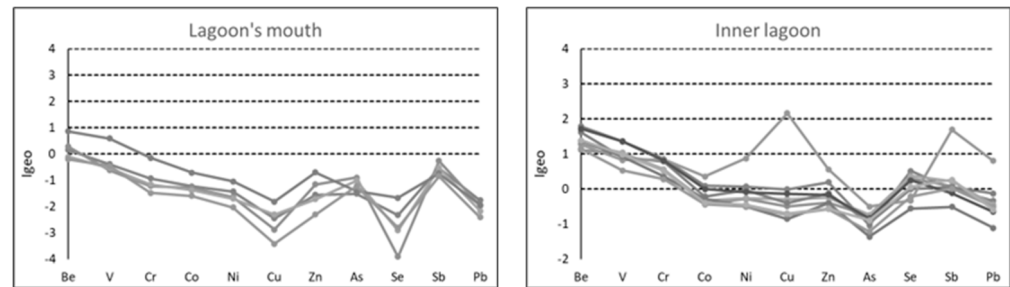 Lagoon's mouth
4
3
2
1
0
-1
-2
-3
-4
Igeo
Be V Cr Co Ni Cu Zn As Se Sb Pb
Inner lagoon
4
3
2
1
0
-1
-2
Igeo
Be V Cr Co Ni Cu Zn As Se Sb Pb